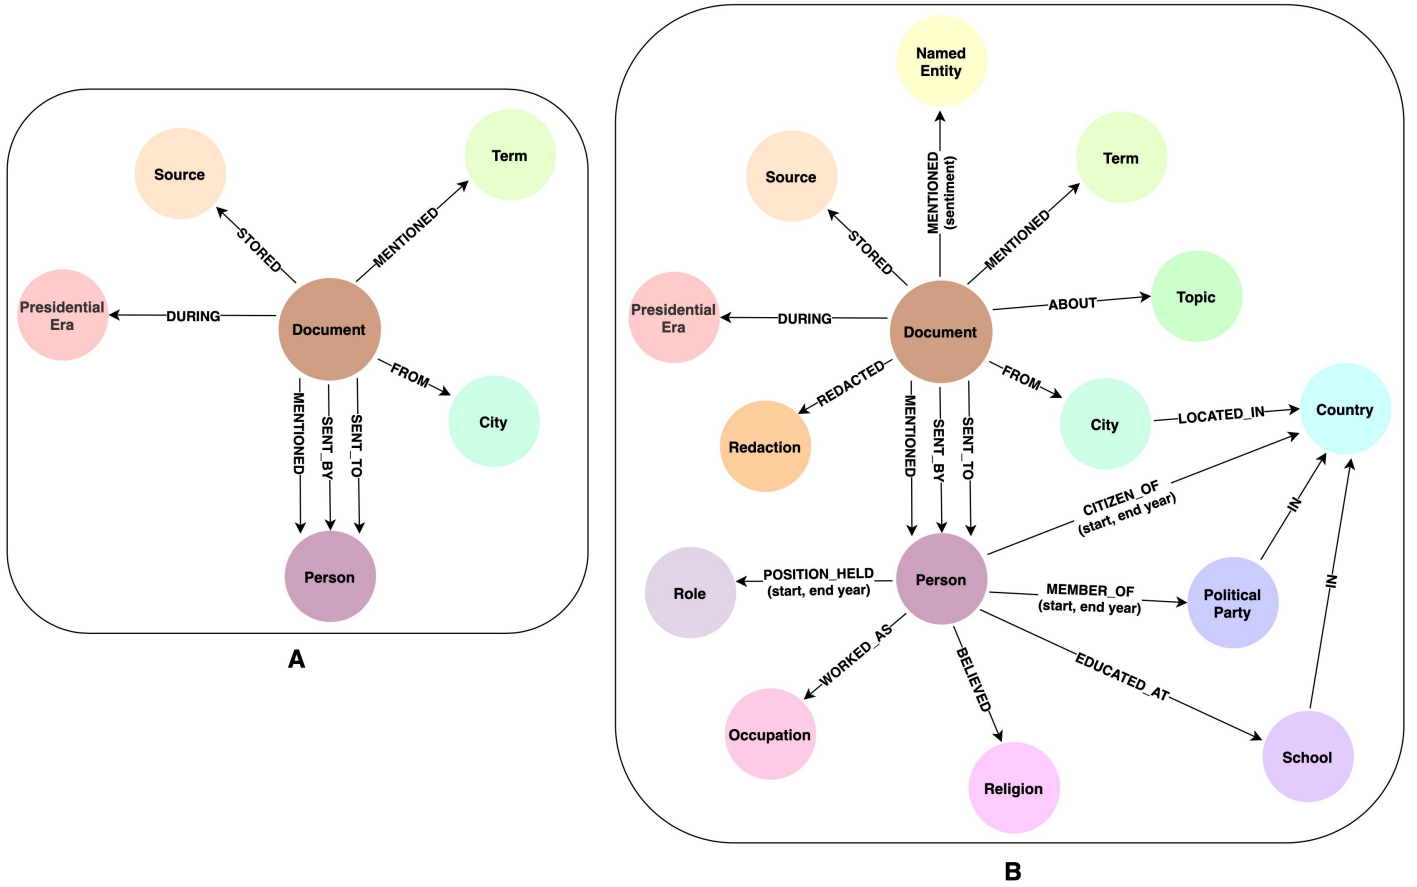 Source
Term
STORED
MENTIONED
Presidential
Era
DURING
Document
FROM
City
MENTIONED
SENT_BY
SENT_TO
Person
A
Named
Entity
MENTIONED
(sentiment)
Source
Term
STORED
MENTIONED
Topic
ABOUT
Presidential
Era
DURING
Document
REDACTED
FROM
Redaction
MENTIONED
SENT_BY
SENT_TO
City
LOCATED_IN
Country
CITIZEN_OF
(start, end year)
IN
IN
Role
POSITION_HELD
(start, end year)
Person
MEMBER_OF
(start, end year)
Political
Party
WORKED_AS
BELIEVED
EDUCATED_AT
Occupation
Religion
School
B